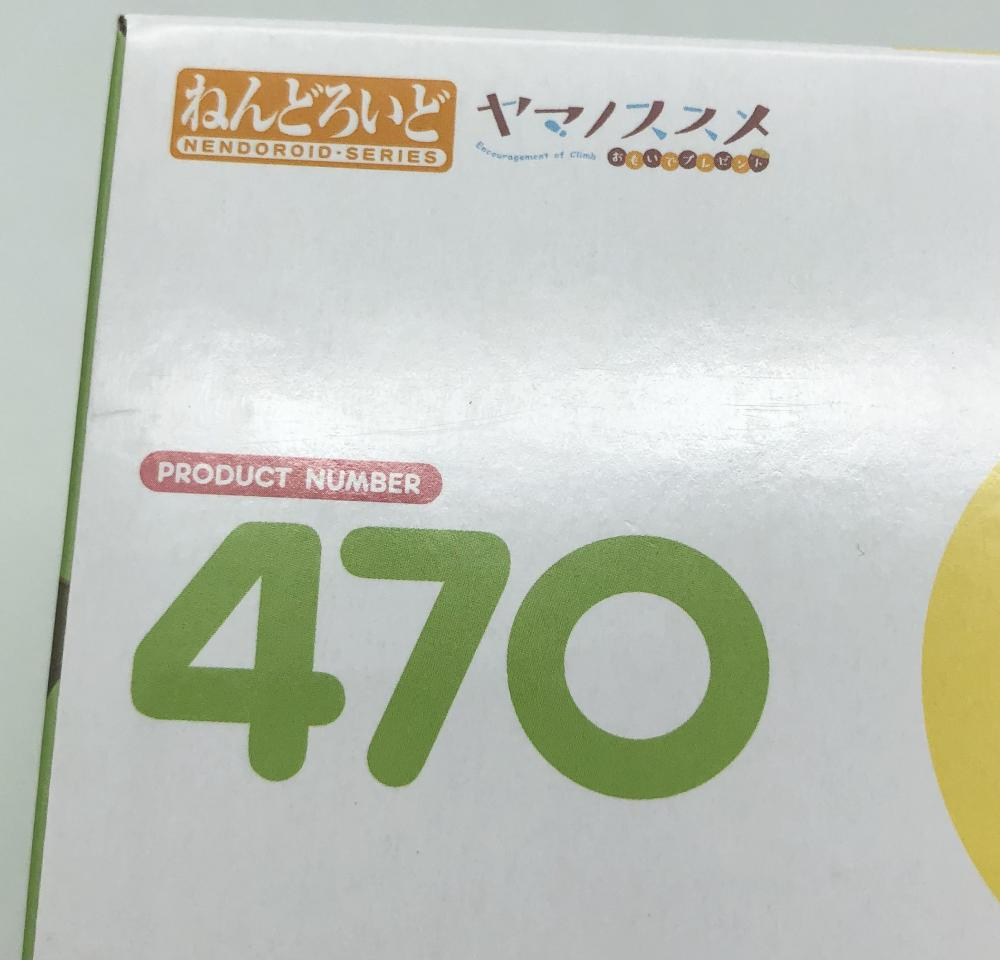 ねんどろいど
NENDOROID·SERIES
ヤマノススメ
Encouragement of Climb
おもいでプレゼント
PRODUCT NUMBER
470